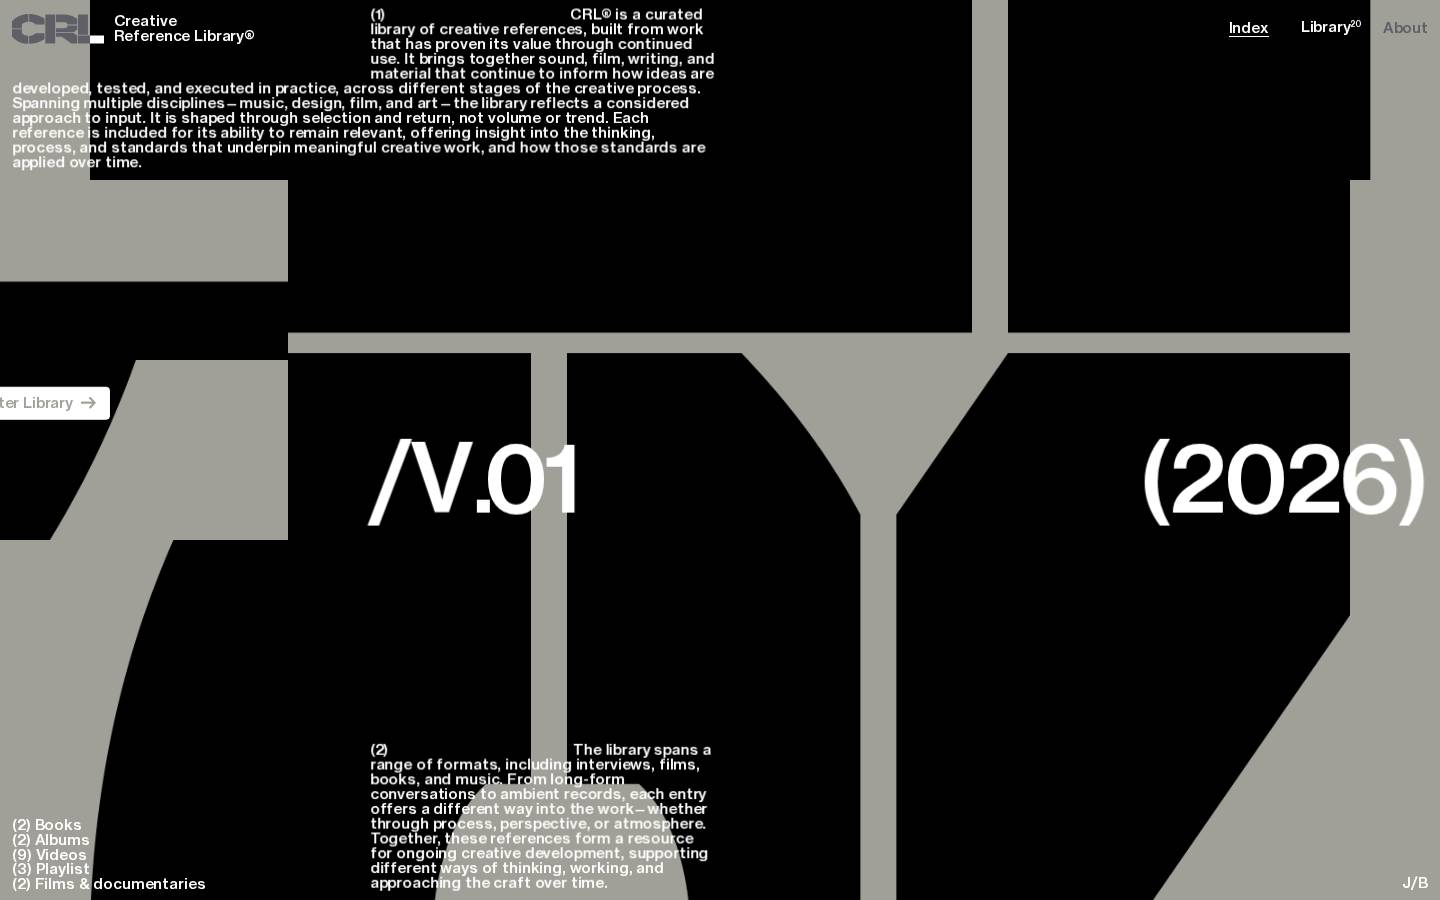 CRL_
Creative
Reference Library®
(1) CRL® is a curated
library of creative references, built from work
that has proven its value through continued
use. It brings together sound, film, writing, and
material that continue to inform how ideas are
developed, tested, and executed in practice, across different stages of the creative process.
Spanning multiple disciplines — music, design, film, and art — the library reflects a considered
approach to input. It is shaped through selection and return, not volume or trend. Each
reference is included for its ability to remain relevant, offering insight into the thinking,
process, and standards that underpin meaningful creative work, and how those standards are
applied over time.
Index
Library20
About
Library →
/V.01
(2026)
(2) The library spans a
range of formats, including interviews, films,
books, and music. From long-form
conversations to ambient records, each entry
offers a different way into the work — whether
through process, perspective, or atmosphere.
Together, these references form a resource
for ongoing creative development, supporting
different ways of thinking, working, and
approaching the craft over time.
(2) Books
(2) Albums
(9) Videos
(3) Playlist
(2) Films & documentaries
J/B